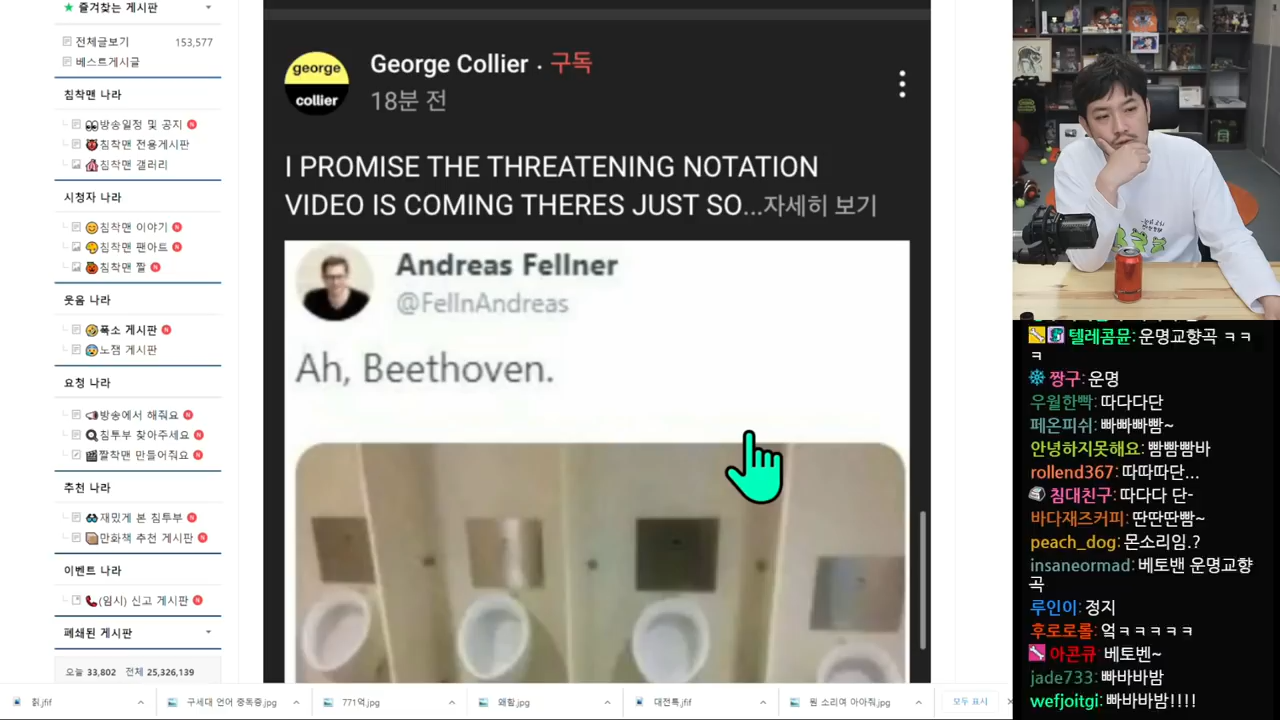 ★ 즐겨찾는 게시판
전체글보기 153,577
베스트게시글
침착맨 나라
방송일정 및 공지 N
침착맨 전용게시판
침착맨 갤러리
시청자 나라
침착맨 이야기 N
침착맨 팬아트 N
침착맨 짤 N
웃음 나라
폭소 게시판 N
노잼 게시판
요청 나라
방송에서 해줘요 N
침투부 찾아주세요 N
짤착맨 만들어줘요 N
추천 나라
재밌게 본 침투부 N
만화책 추천 게시판 N
이벤트 나라
(임시) 신고 게시판 N
폐쇄된 게시판
오늘 33,802 전체 25,326,139
george
collier
George Collier · 구독
18분 전
I PROMISE THE THREATENING NOTATION
VIDEO IS COMING THERES JUST SO...자세히 보기
Andreas Fellner
@FellnAndreas
Ah, Beethoven.
텔레콤문: 운명교향곡 ㅋㅋ
ㅋ
짱구: 운명
우월한빡: 따다다단
페온피쉬: 빠빠빠빰~
안녕하지못해요: 빰빰빰바
rollend367: 따따따단...
침대친구: 따다다 단-
바다재즈커피: 딴딴딴빰~
peach_dog: 몬소리임.?
insaneormad: 베토밴 운명교향
곡
루인이: 정지
후로로롤: 엌ㅋㅋㅋㅋㅋ
아콘큐: 베토벤~
jade733: 빠바바밤
wefjoitgi: 빠바바밤!!!!
힑.jfif
구세대 언어 중독증.jpg
771억.jpg
왜함.jpg
대전톡.jfif
뭔 소리여 아아줘.jpg
모두 표시